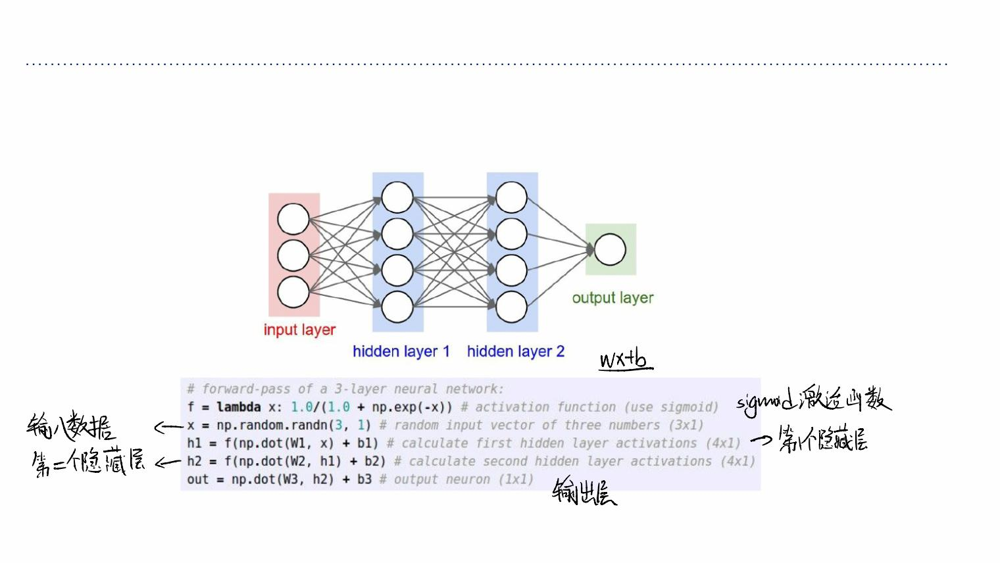 input layer
hidden layer 1
hidden layer 2
output layer
wx+b
# forward-pass of a 3-layer neural network:
f = lambda x: 1.0/(1.0 + np.exp(-x)) # activation function (use sigmoid)
sigmoid激活函数
输入数据
x = np.random.randn(3, 1) # random input vector of three numbers (3x1)
h1 = f(np.dot(W1, x) + b1) # calculate first hidden layer activations (4x1)
第1个隐藏层
第二个隐藏层
h2 = f(np.dot(W2, h1) + b2) # calculate second hidden layer activations (4x1)
out = np.dot(W3, h2) + b3 # output neuron (1x1)
输出层